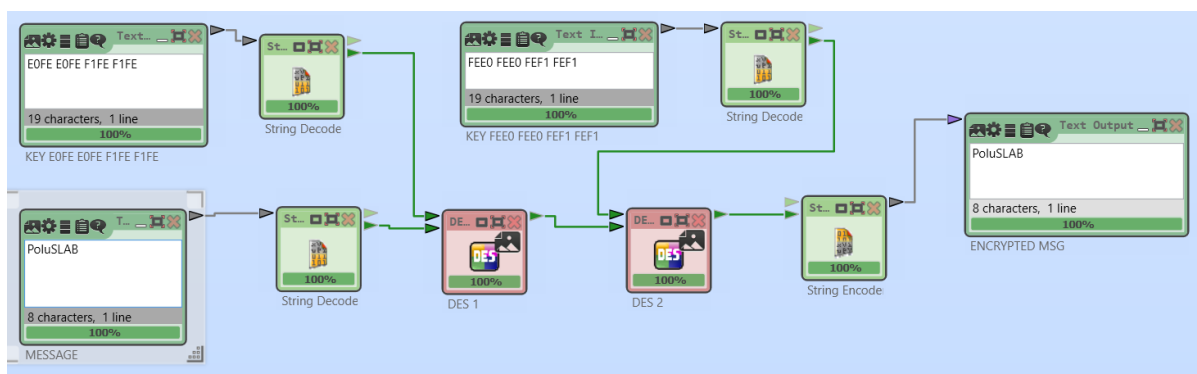 Text...
E0FE E0FE F1FE F1FE
19 characters, 1 line
100%
KEY E0FE E0FE F1FE F1FE
St...
100%
String Decode
Text I...
FEE0 FEE0 FEF1 FEF1
19 characters, 1 line
100%
KEY FEE0 FEE0 FEF1 FEF1
St...
100%
String Decode
T...
PoluSLAB
8 characters, 1 line
100%
MESSAGE
St...
100%
String Decode
DE...
DES
100%
DES 1
DE...
DES
100%
DES 2
St...
100%
String Encode
Text Output
PoluSLAB
8 characters, 1 line
100%
ENCRYPTED MSG